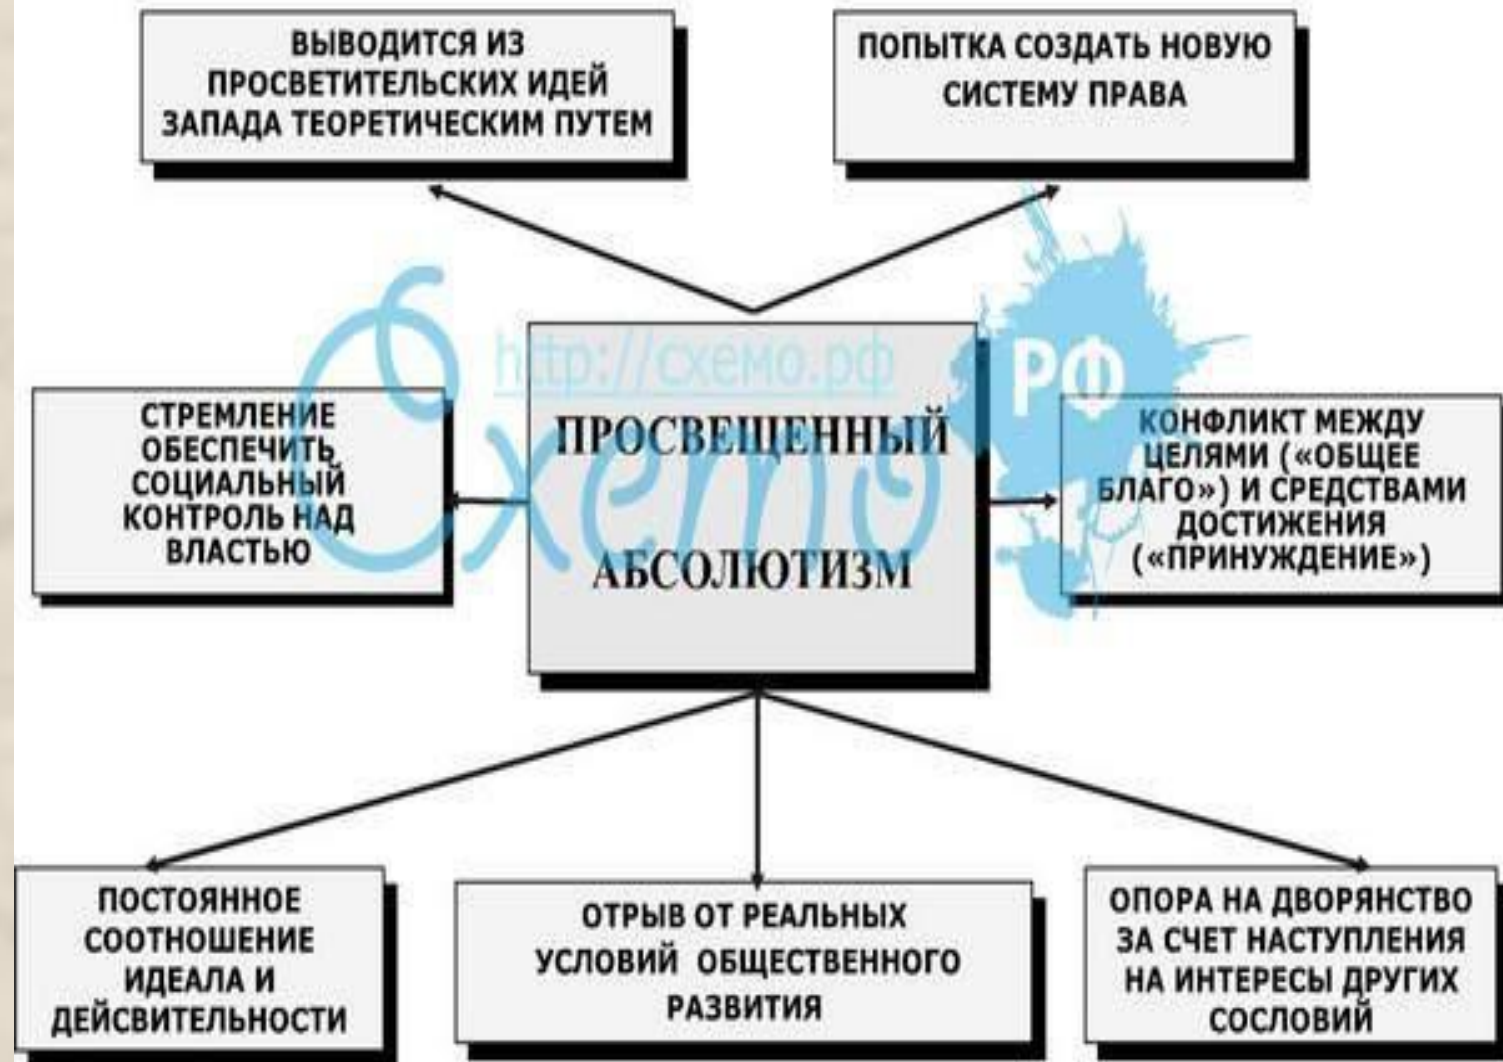 ВЫВОДИТСЯ ИЗ
ПРОСВЕТИТЕЛЬСКИХ ИДЕЙ
ЗАПАДА ТЕОРЕТИЧЕСКИМ ПУТЕМ
ПОПЫТКА СОЗДАТЬ НОВУЮ
СИСТЕМУ ПРАВА
http://схемо.рф
Схемо
РФ
СТРЕМЛЕНИЕ
ОБЕСПЕЧИТЬ
СОЦИАЛЬНЫЙ
КОНТРОЛЬ НАД
ВЛАСТЬЮ
ПРОСВЕЩЕННЫЙ
АБСОЛЮТИЗМ
КОНФЛИКТ МЕЖДУ
ЦЕЛЯМИ («ОБЩЕЕ
БЛАГО») И СРЕДСТВАМИ
ДОСТИЖЕНИЯ
(«ПРИНУЖДЕНИЕ»)
ПОСТОЯННОЕ
СООТНОШЕНИЕ
ИДЕАЛА И
ДЕЙСВИТЕЛЬНОСТИ
ОТРЫВ ОТ РЕАЛЬНЫХ
УСЛОВИЙ ОБЩЕСТВЕННОГО
РАЗВИТИЯ
ОПОРА НА ДВОРЯНСТВО
ЗА СЧЕТ НАСТУПЛЕНИЯ
НА ИНТЕРЕСЫ ДРУГИХ
СОСЛОВИЙ